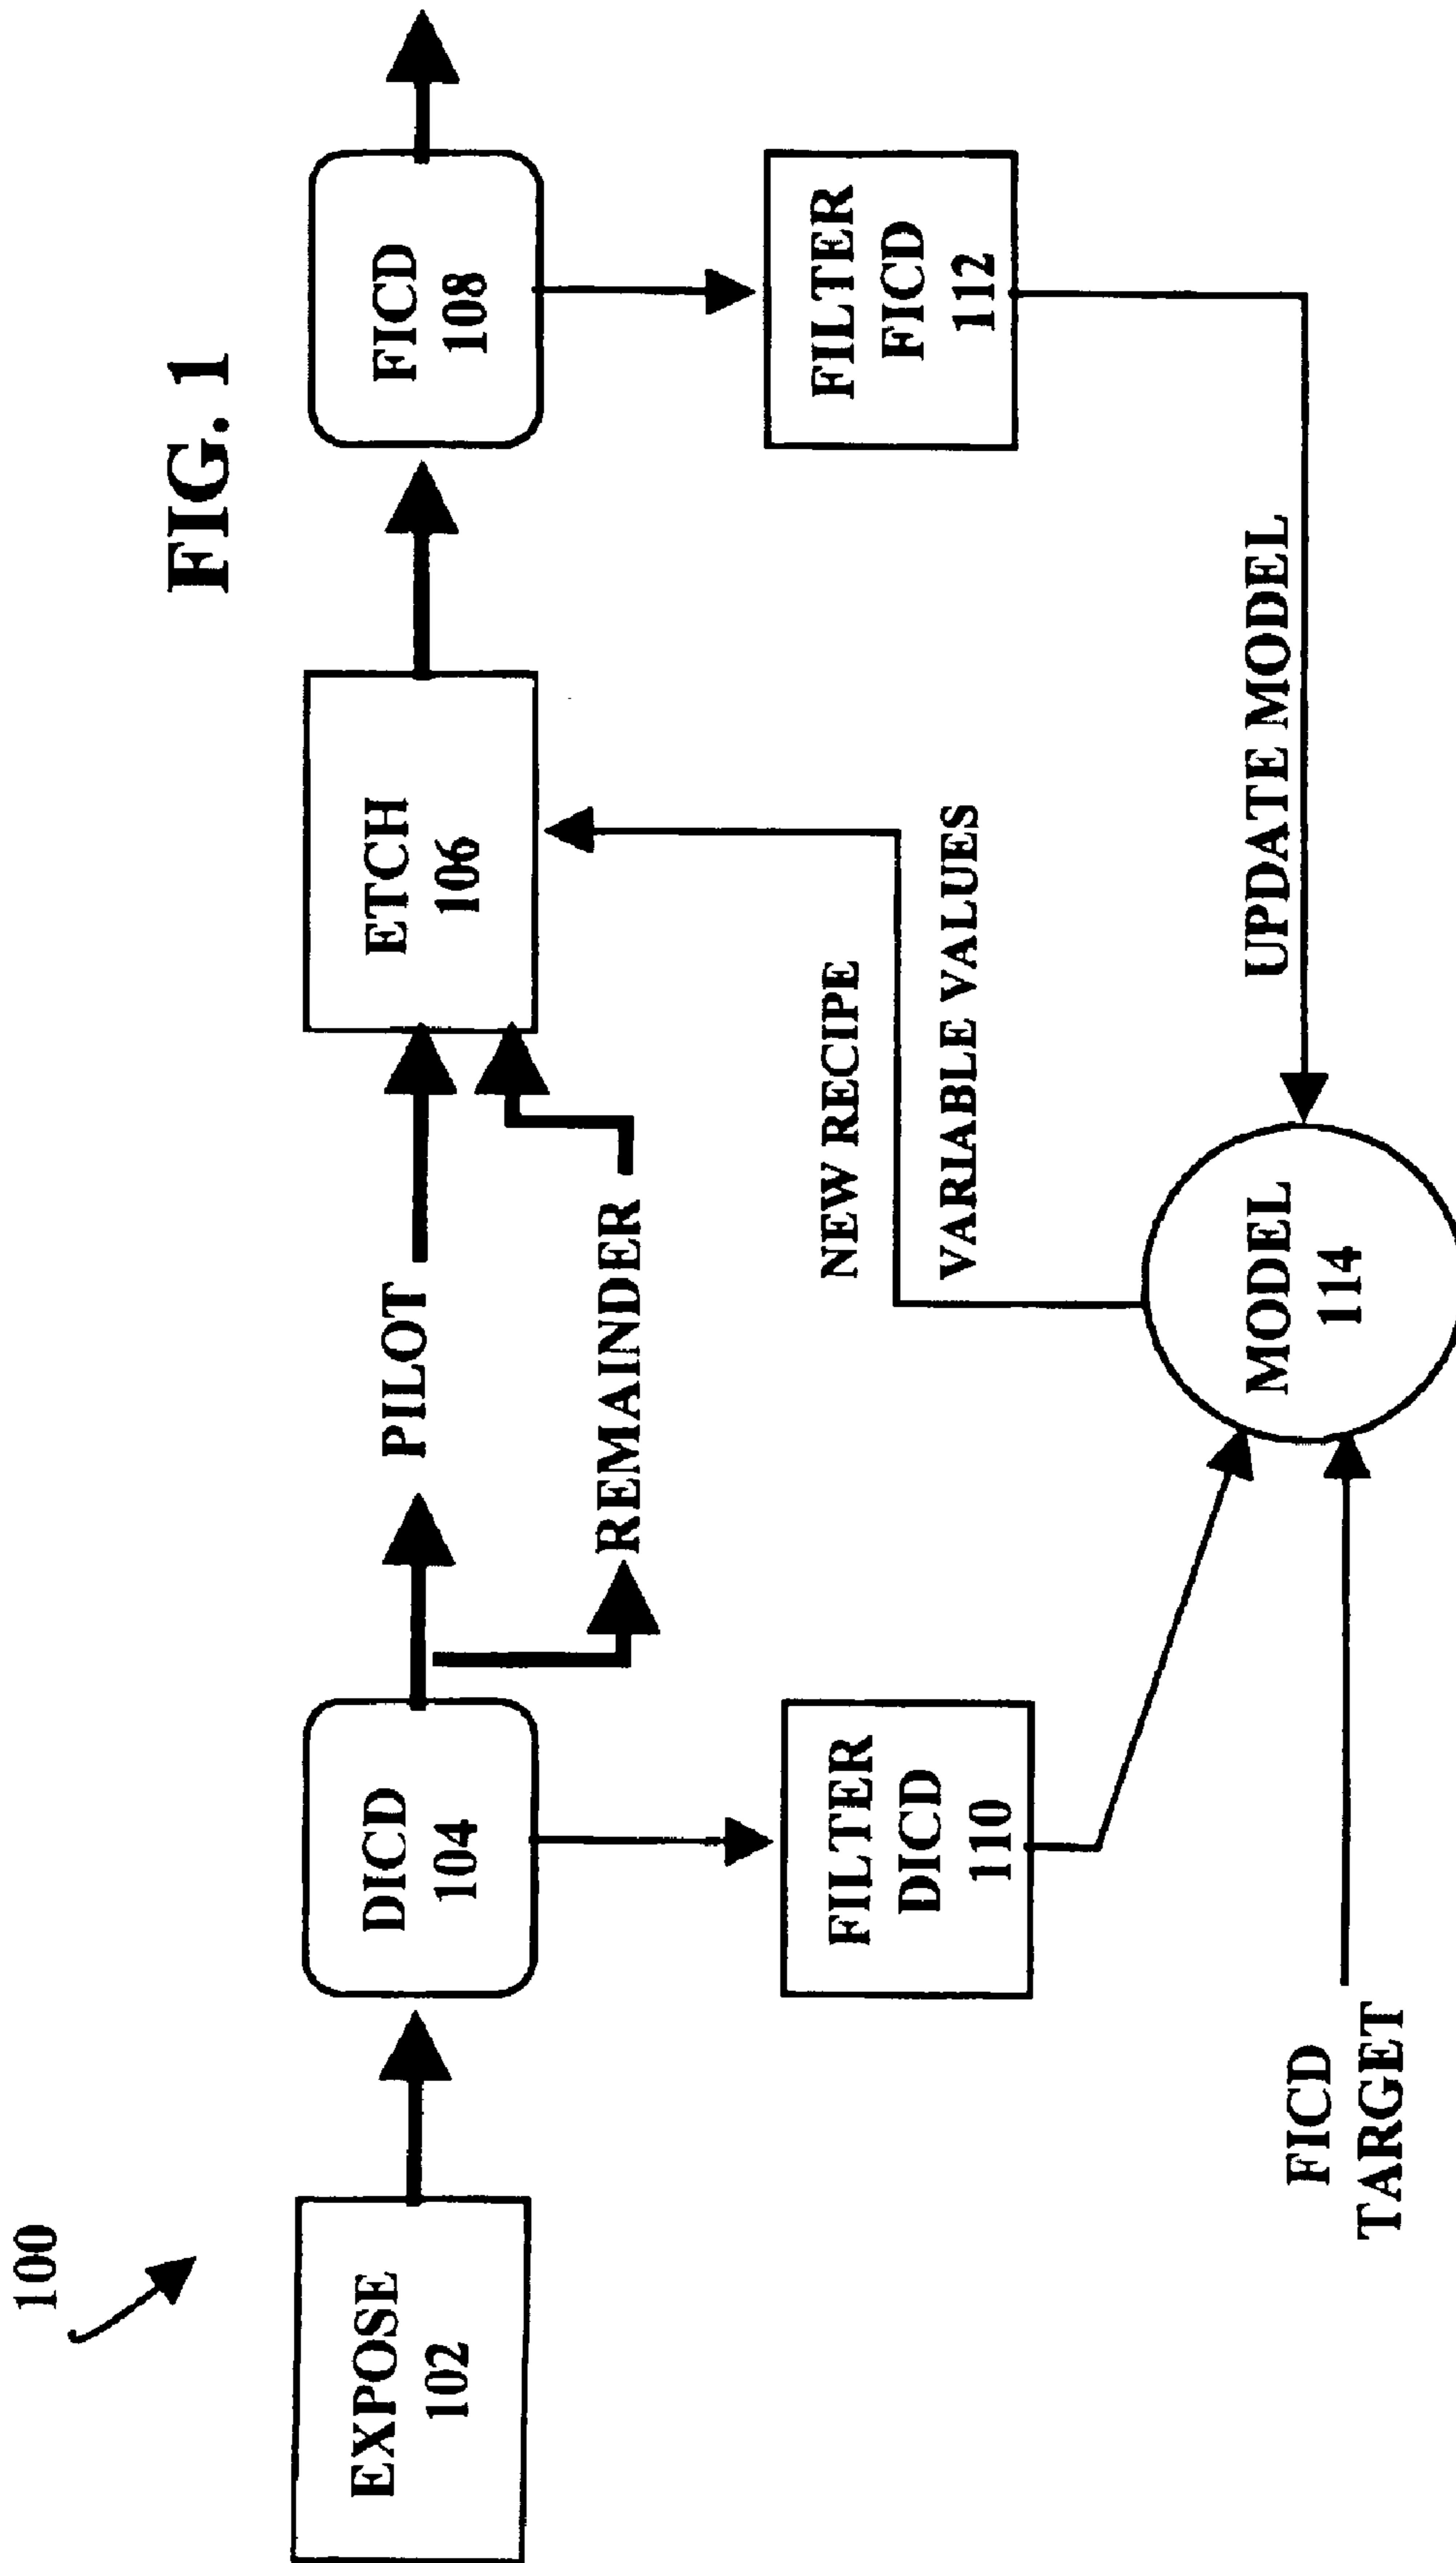 FIG. 1
100
EXPOSE
102
DICD
104
PILOT
REMAINDER
ETCH
106
FICD
108
FILTER
DICD
110
FILTER
FICD
112
NEW RECIPE
VARIABLE VALUES
UPDATE MODEL
MODEL
114
FICD
TARGET